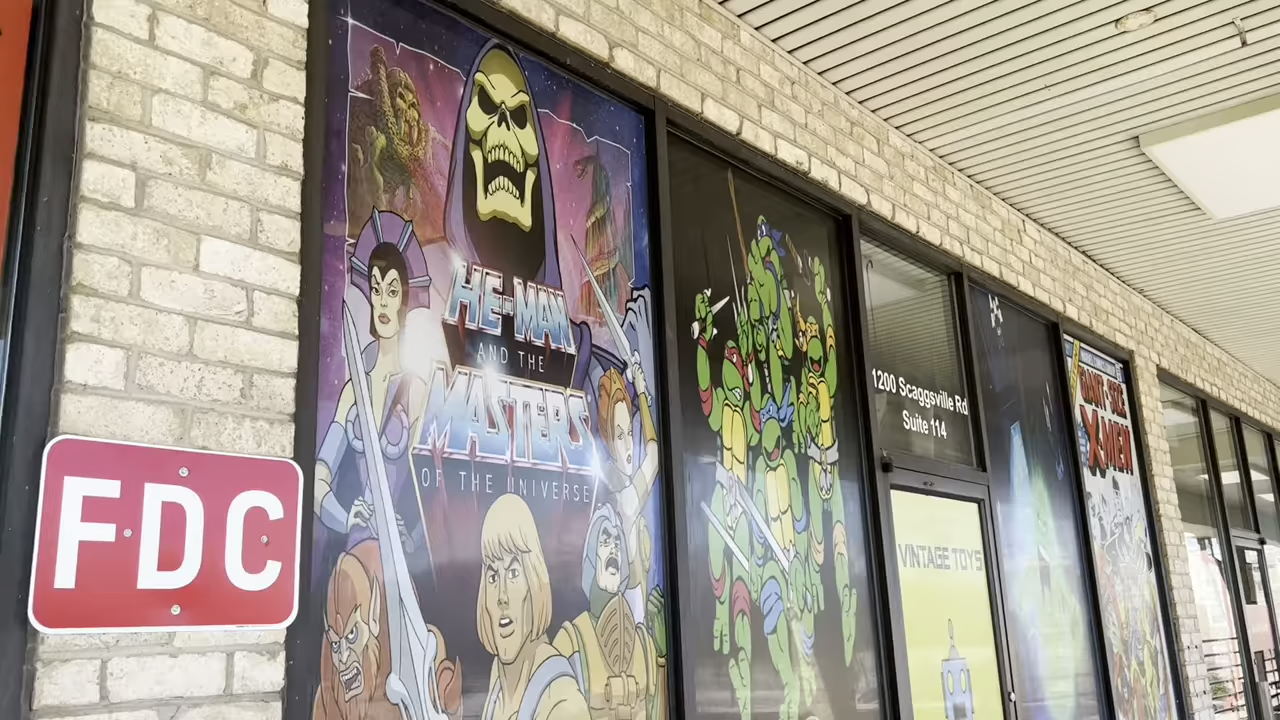 FDC
HE-MAN
AND THE
MASTERS
OF THE UNIVERSE
1200 Scaggsville Rd
Suite 114
VINTAGE TOYS
GIANT-SIZE
X-MEN